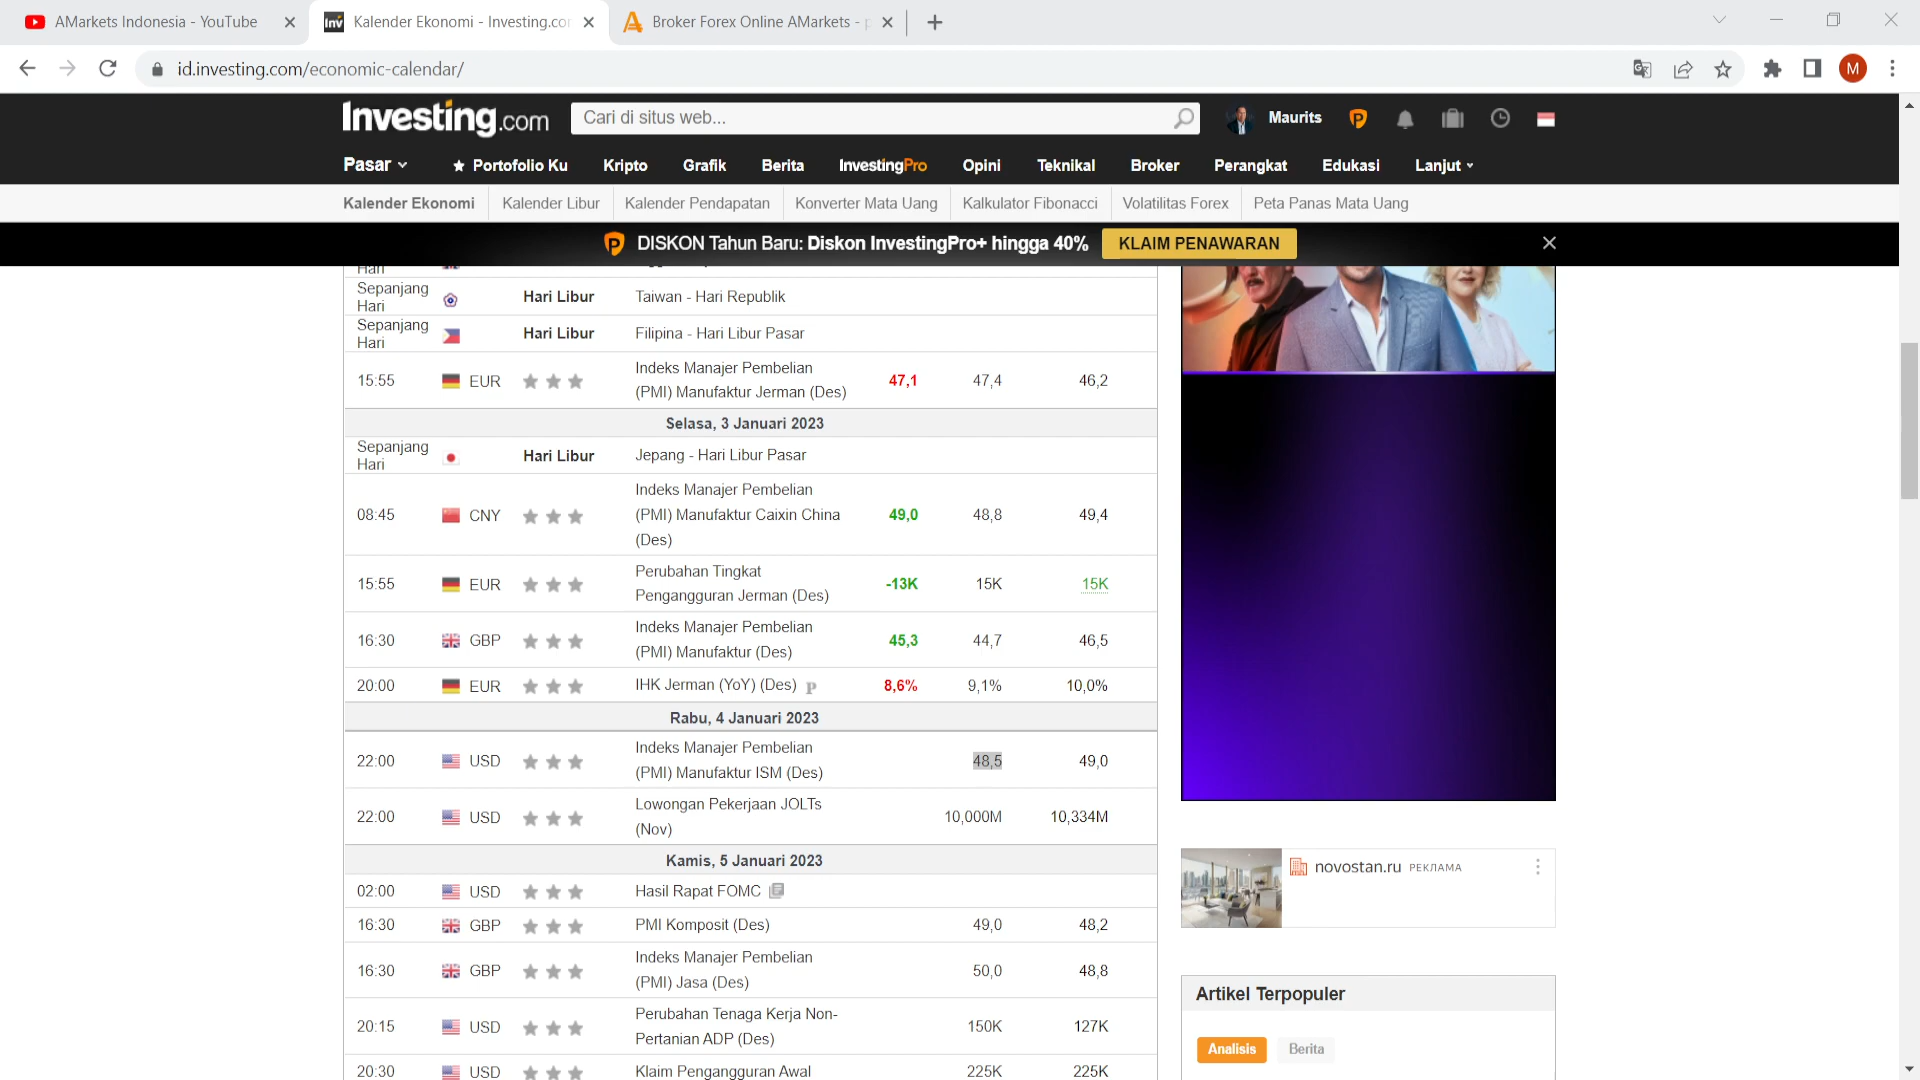 AMarkets Indonesia - YouTube
Kalender Ekonomi - Investing.co
Broker Forex Online AMarkets - p
id.investing.com/economic-calendar/
M
Investing.com
Cari di situs web...
Maurits
Pasar
Portofolio Ku
Kripto
Grafik
Berita
InvestingPro
Opini
Teknikal
Broker
Perangkat
Edukasi
Lanjut
Kalender Ekonomi
Kalender Libur
Kalender Pendapatan
Konverter Mata Uang
Kalkulator Fibonacci
Volatilitas Forex
Peta Panas Mata Uang
DISKON Tahun Baru: Diskon InvestingPro+ hingga 40%
KLAIM PENAWARAN
Hari
Sepanjang Hari Hari Libur Taiwan - Hari Republik
Sepanjang Hari Hari Libur Filipina - Hari Libur Pasar
15:55 EUR Indeks Manajer Pembelian (PMI) Manufaktur Jerman (Des) 47,1 47,4 46,2
Selasa, 3 Januari 2023
Sepanjang Hari Hari Libur Jepang - Hari Libur Pasar
08:45 CNY Indeks Manajer Pembelian (PMI) Manufaktur Caixin China (Des) 49,0 48,8 49,4
15:55 EUR Perubahan Tingkat Pengangguran Jerman (Des) -13K 15K 15K
16:30 GBP Indeks Manajer Pembelian (PMI) Manufaktur (Des) 45,3 44,7 46,5
20:00 EUR IHK Jerman (YoY) (Des) P 8,6% 9,1% 10,0%
Rabu, 4 Januari 2023
22:00 USD Indeks Manajer Pembelian (PMI) Manufaktur ISM (Des) 48,5 49,0
22:00 USD Lowongan Pekerjaan JOLTs (Nov) 10,000M 10,334M
Kamis, 5 Januari 2023
02:00 USD Hasil Rapat FOMC
16:30 GBP PMI Komposit (Des) 49,0 48,2
16:30 GBP Indeks Manajer Pembelian (PMI) Jasa (Des) 50,0 48,8
20:15 USD Perubahan Tenaga Kerja Non-Pertanian ADP (Des) 150K 127K
20:30 USD Klaim Pengangguran Awal 225K 225K
novostan.ru РЕКЛАМА
Artikel Terpopuler
Analisis
Berita